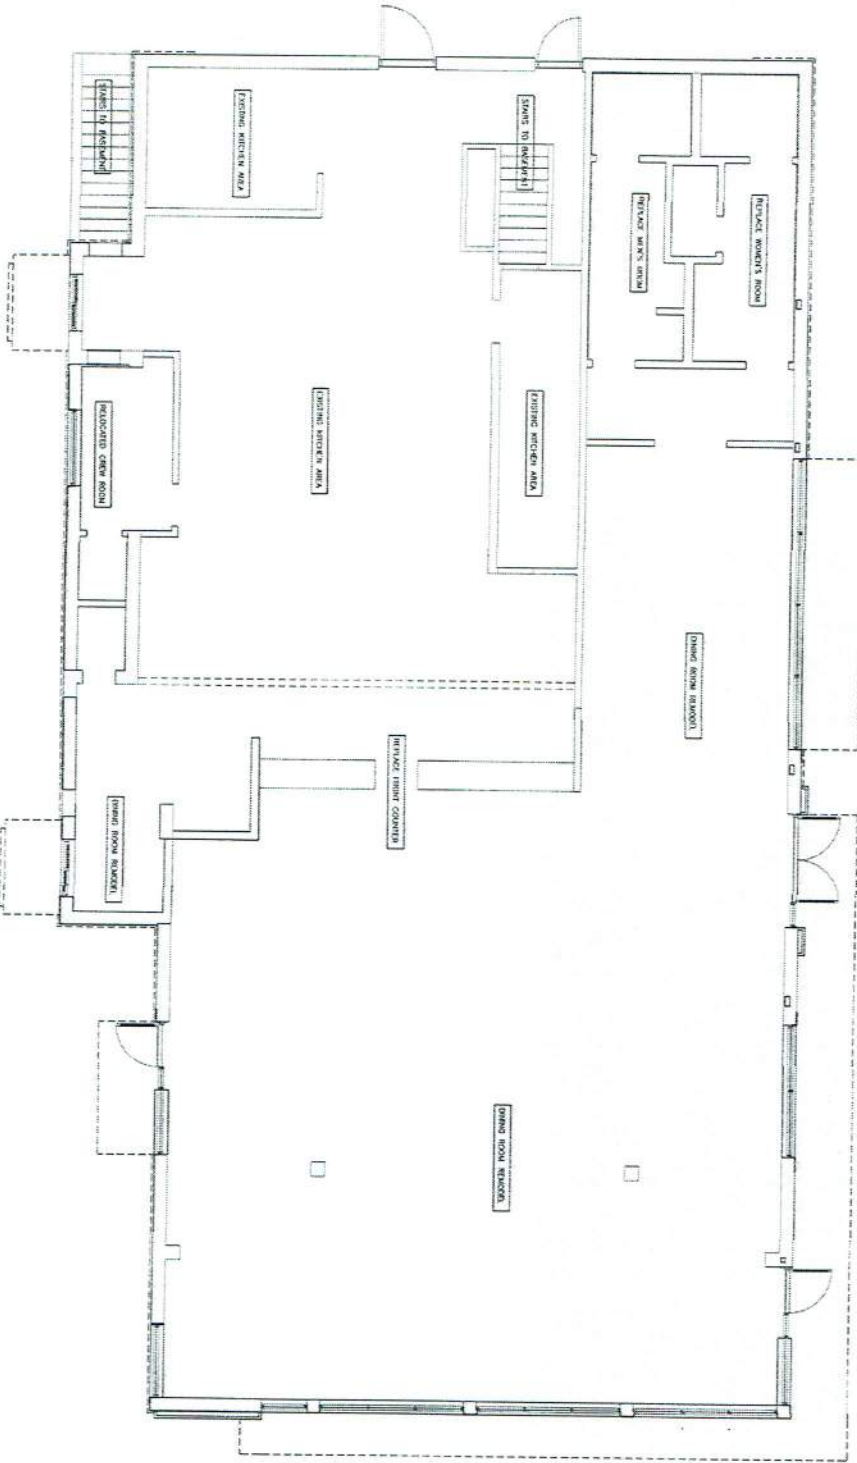 STAIRS TO BASEMENT
EXISTING KITCHEN AREA
STAIRS TO BASEMENT
REPLACE MEN'S ROOM
REPLACE WOMEN'S ROOM
RELOCATED CREW ROOM
EXISTING KITCHEN AREA
EXISTING KITCHEN AREA
DINING ROOM REMODEL
DINING ROOM REMODEL
REPLACE FRONT COUNTER
DINING ROOM REMODEL